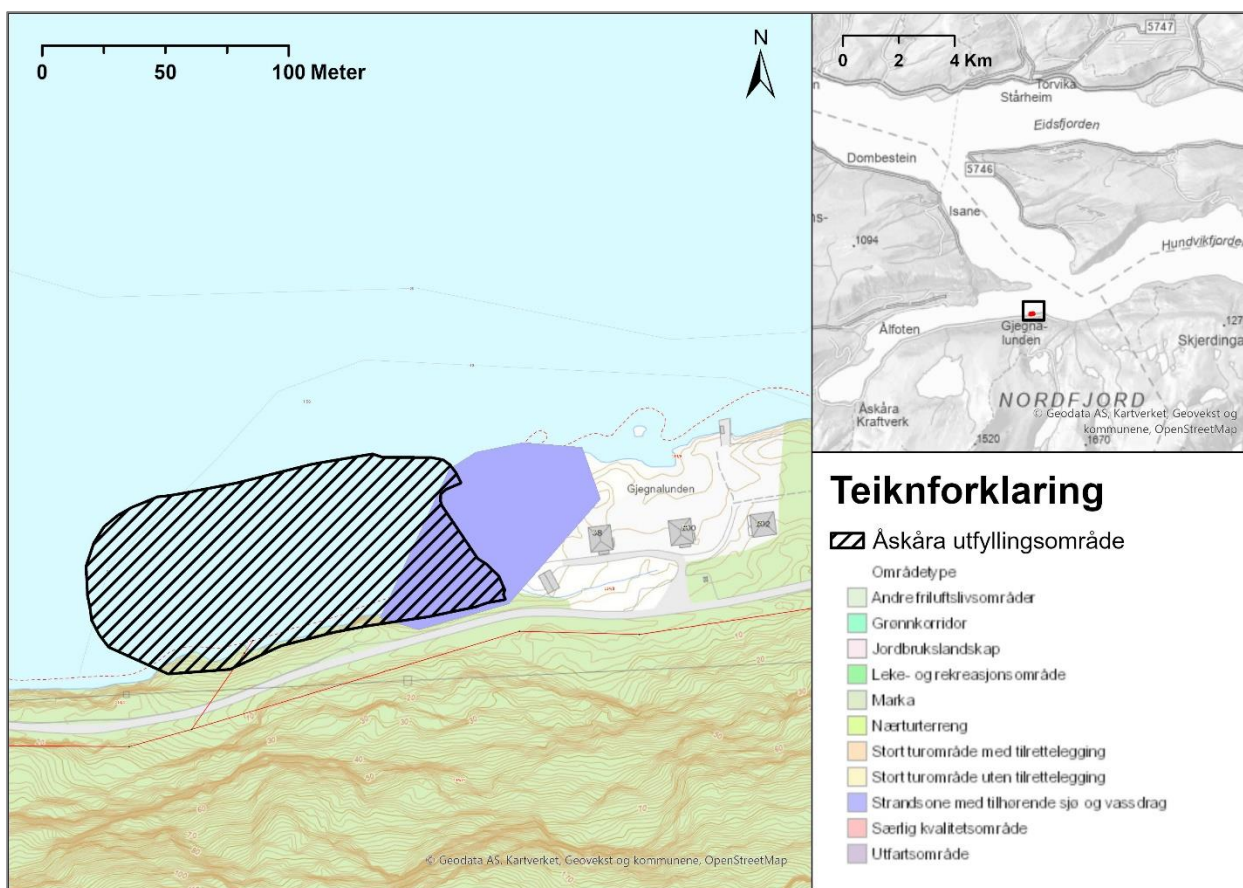 0 50 100 Meter
N
Gjegnalunden
© Geodata AS, Kartverket, Geovekst og kommunene, OpenStreetMap
0 2 4 Km
5747
Torvika
Stårheim
Eidsfjorden
Dombestein
5746
Isane
1094
Hundvikfjorden
Ålfoten
Gjegna-
lunden
127
Skjerdinga
NORDFJORD
Åskåra
Kraftverk
© Geodata AS, Kartverket, Geovekst og
kommunene, OpenStreetMap
1520
1670
Teiknforklaring
Åskåra utfyllingsområde
Områdetype
Andre friluftslivsområder
Grønnkorridor
Jordbrukslandskap
Leke- og rekreasjonsområde
Marka
Nærturterreng
Stort turområde med tilrettelegging
Stort turområde uten tilrettelegging
Strandsone med tilhørende sjø og vassdrag
Særlig kvalitetsområde
Utfartsområde